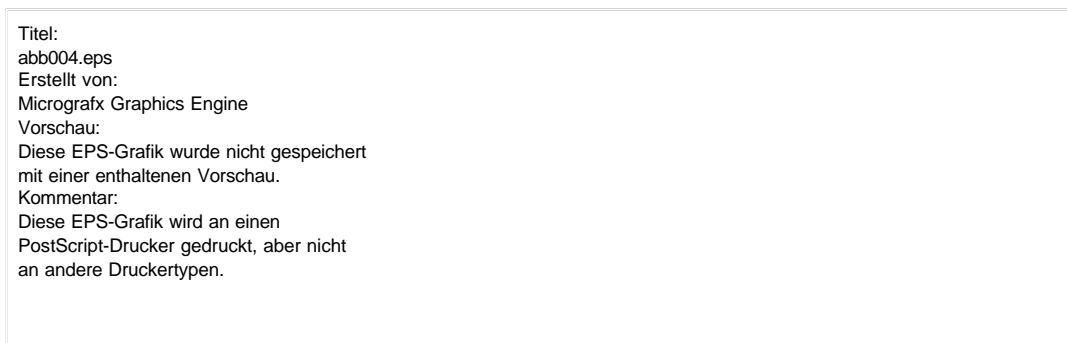 Titel:
abb004.eps
Erstellt von:
Micrografx Graphics Engine
Vorschau:
Diese EPS-Grafik wurde nicht gespeichert
mit einer enthaltenen Vorschau.
Kommentar:
Diese EPS-Grafik wird an einen
PostScript-Drucker gedruckt, aber nicht
an andere Druckertypen.